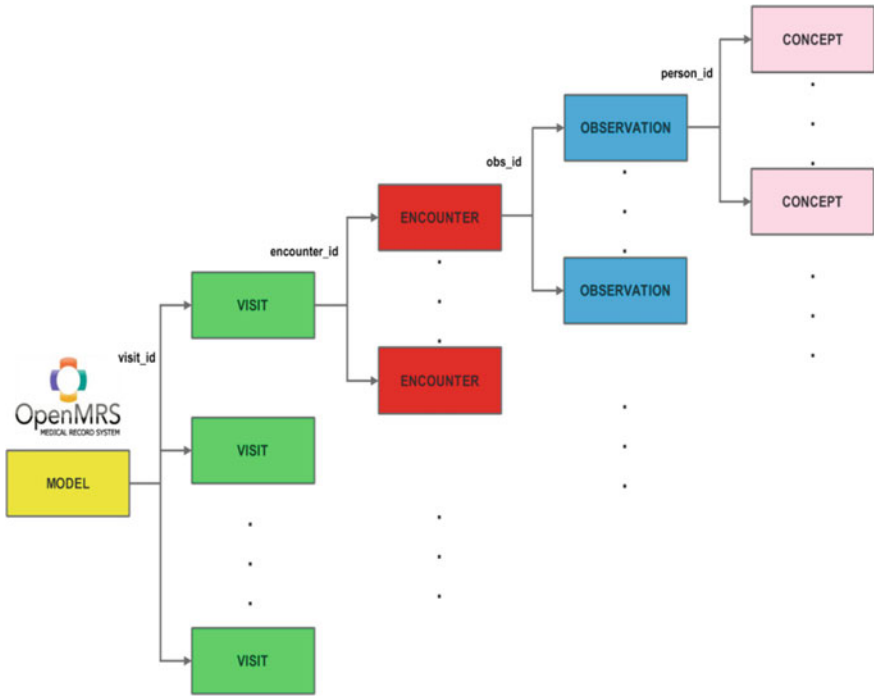 CONCEPT
person_id
OBSERVATION
obs_id
CONCEPT
ENCOUNTER
encounter_id
OBSERVATION
VISIT
visit_id
ENCOUNTER
OpenMRS
MEDICAL RECORD SYSTEM
VISIT
MODEL
VISIT